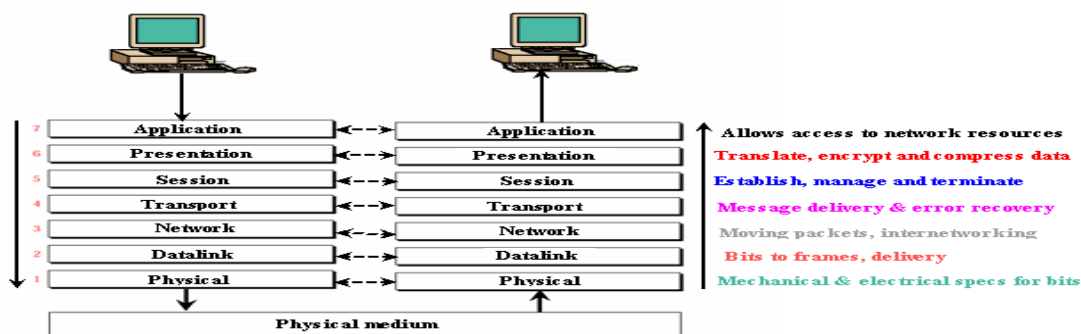 7 Application Application Allows access to network resources
6 Presentation Presentation Translate, encrypt and compress data
5 Session Session Establish, manage and terminate
4 Transport Transport Message delivery & error recovery
3 Network Network Moving packets, internetworking
2 Datalink Datalink Bits to frames, delivery
1 Physical Physical Mechanical & electrical specs for bits
Physical medium